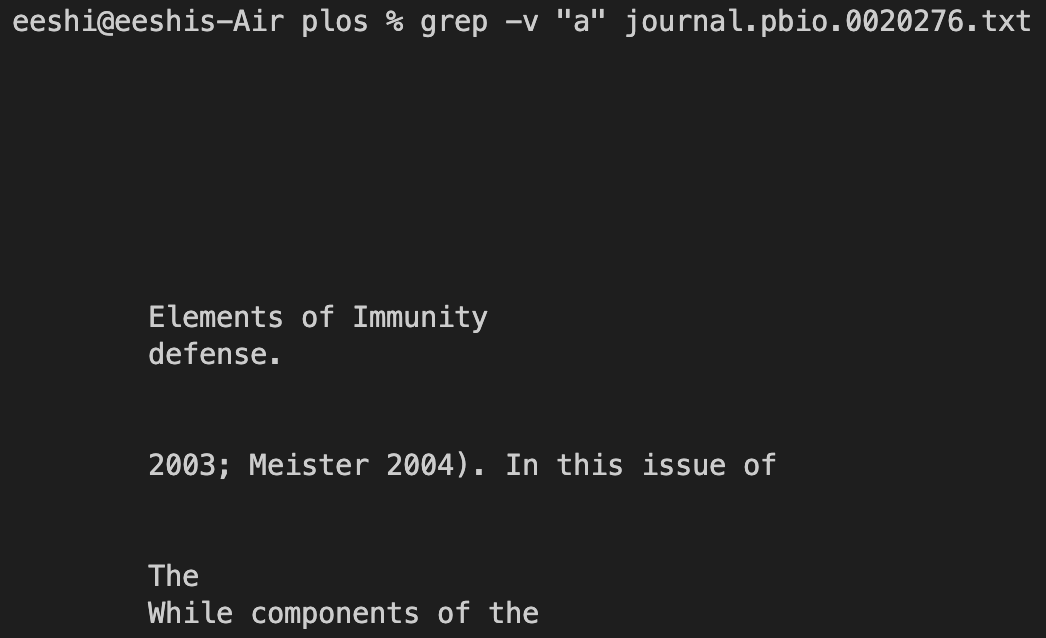 eeshi@eeshis-Air plos % grep -v "a" journal.pbio.0020276.txt
Elements of Immunity
defense.
2003; Meister 2004). In this issue of
The
While components of the